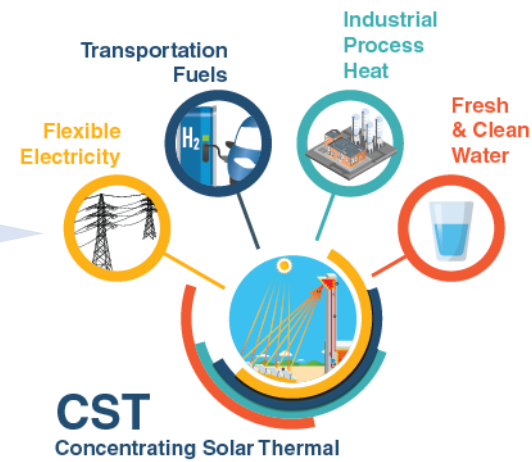 Industrial
Process
Heat
Transportation
Fuels
Fresh
& Clean
Water
Flexible
Electricity
H2
CST
Concentrating Solar Thermal